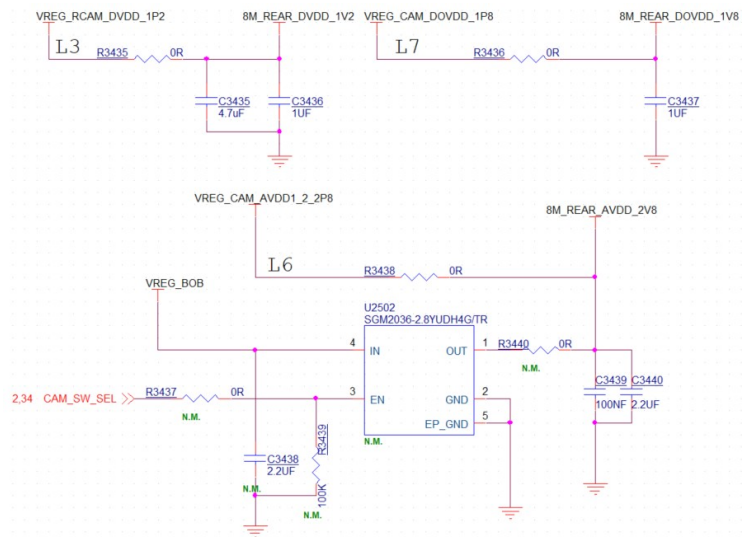 VREG_RCAM_DVDD_1P2
8M_REAR_DVDD_1V2
VREG_CAM_DOVDD_1P8
8M_REAR_DOVDD_1V8
L3
R3435
0R
L7
R3436
0R
C3435
4.7uF
C3436
1UF
C3437
1UF
VREG_CAM_AVDD1_2_2P8
8M_REAR_AVDD_2V8
L6
R3438
0R
VREG_BOB
U2502
SGM2036-2.8YUDH4G/TR
4
IN
OUT
1
R3440
0R
N.M.
2,34 CAM_SW_SEL
R3437
0R
N.M.
3
EN
GND
2
EP_GND
5
N.M.
C3439
100NF
C3440
2.2UF
R3439
100K
N.M.
C3438
2.2UF
N.M.